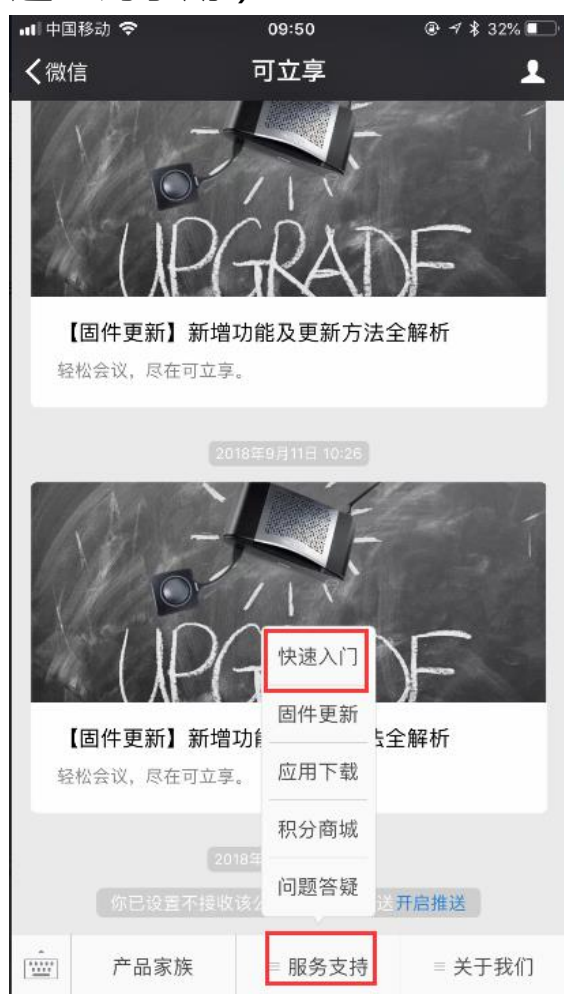 中国移动 09:50 32%
微信 可立享
UPGRADE
【固件更新】新增功能及更新方法全解析
轻松会议，尽在可立享。
2018年9月11日 10:26
UPG DE
快速入门
固件更新
【固件更新】新增功 全解析
轻松会议，尽在可立享。
应用下载
积分商城
2018年
问题答疑
你已设置不接收该 送 开启推送
产品家族 服务支持 关于我们